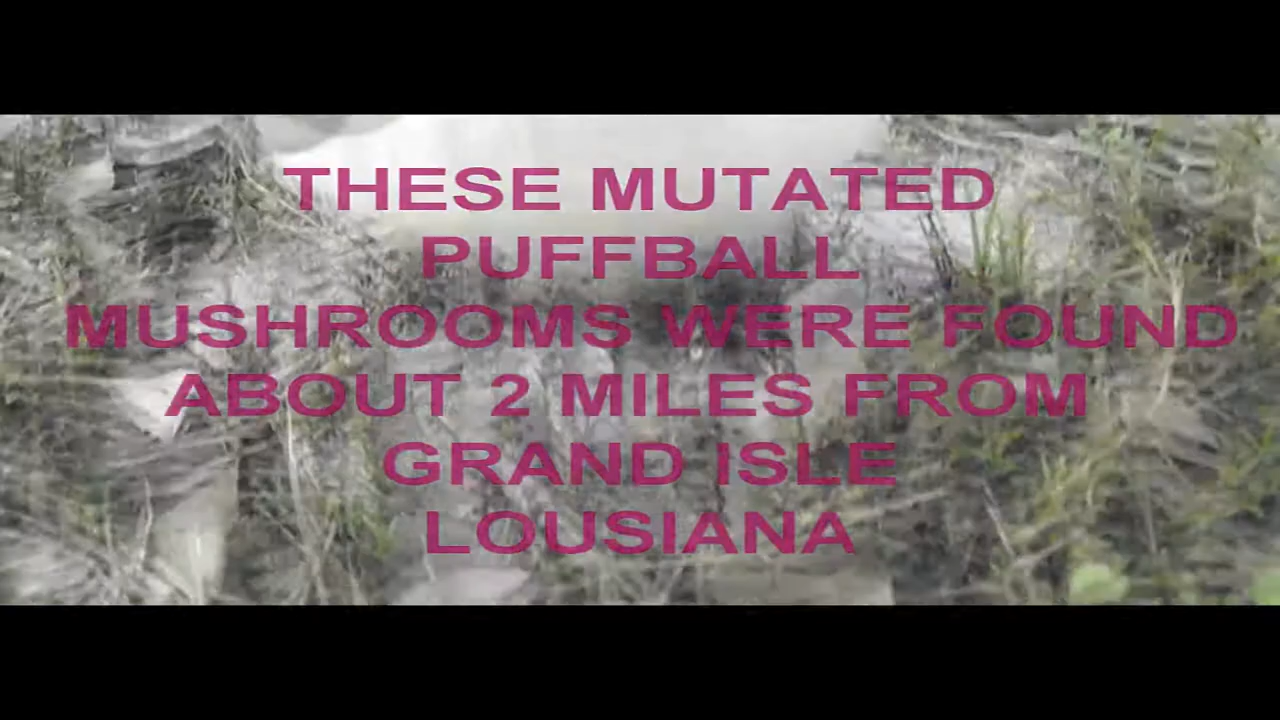 THESE MUTATED
PUFFBALL
MUSHROOMS WERE FOUND
ABOUT 2 MILES FROM
GRAND ISLE
LOUSIANA